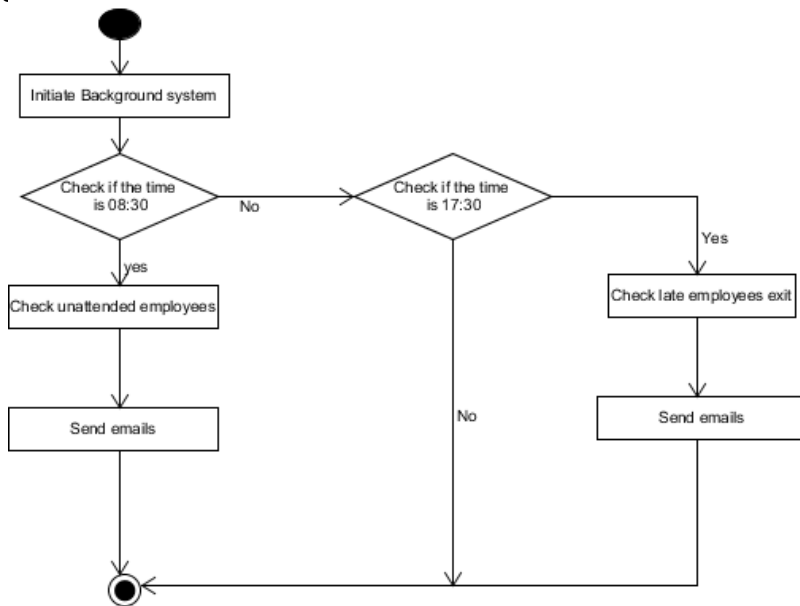 Initiate Background system
Check if the time
is 08:30
No
Check if the time
is 17:30
Yes
yes
Check unattended employees
Check late employees exit
Send emails
No
Send emails